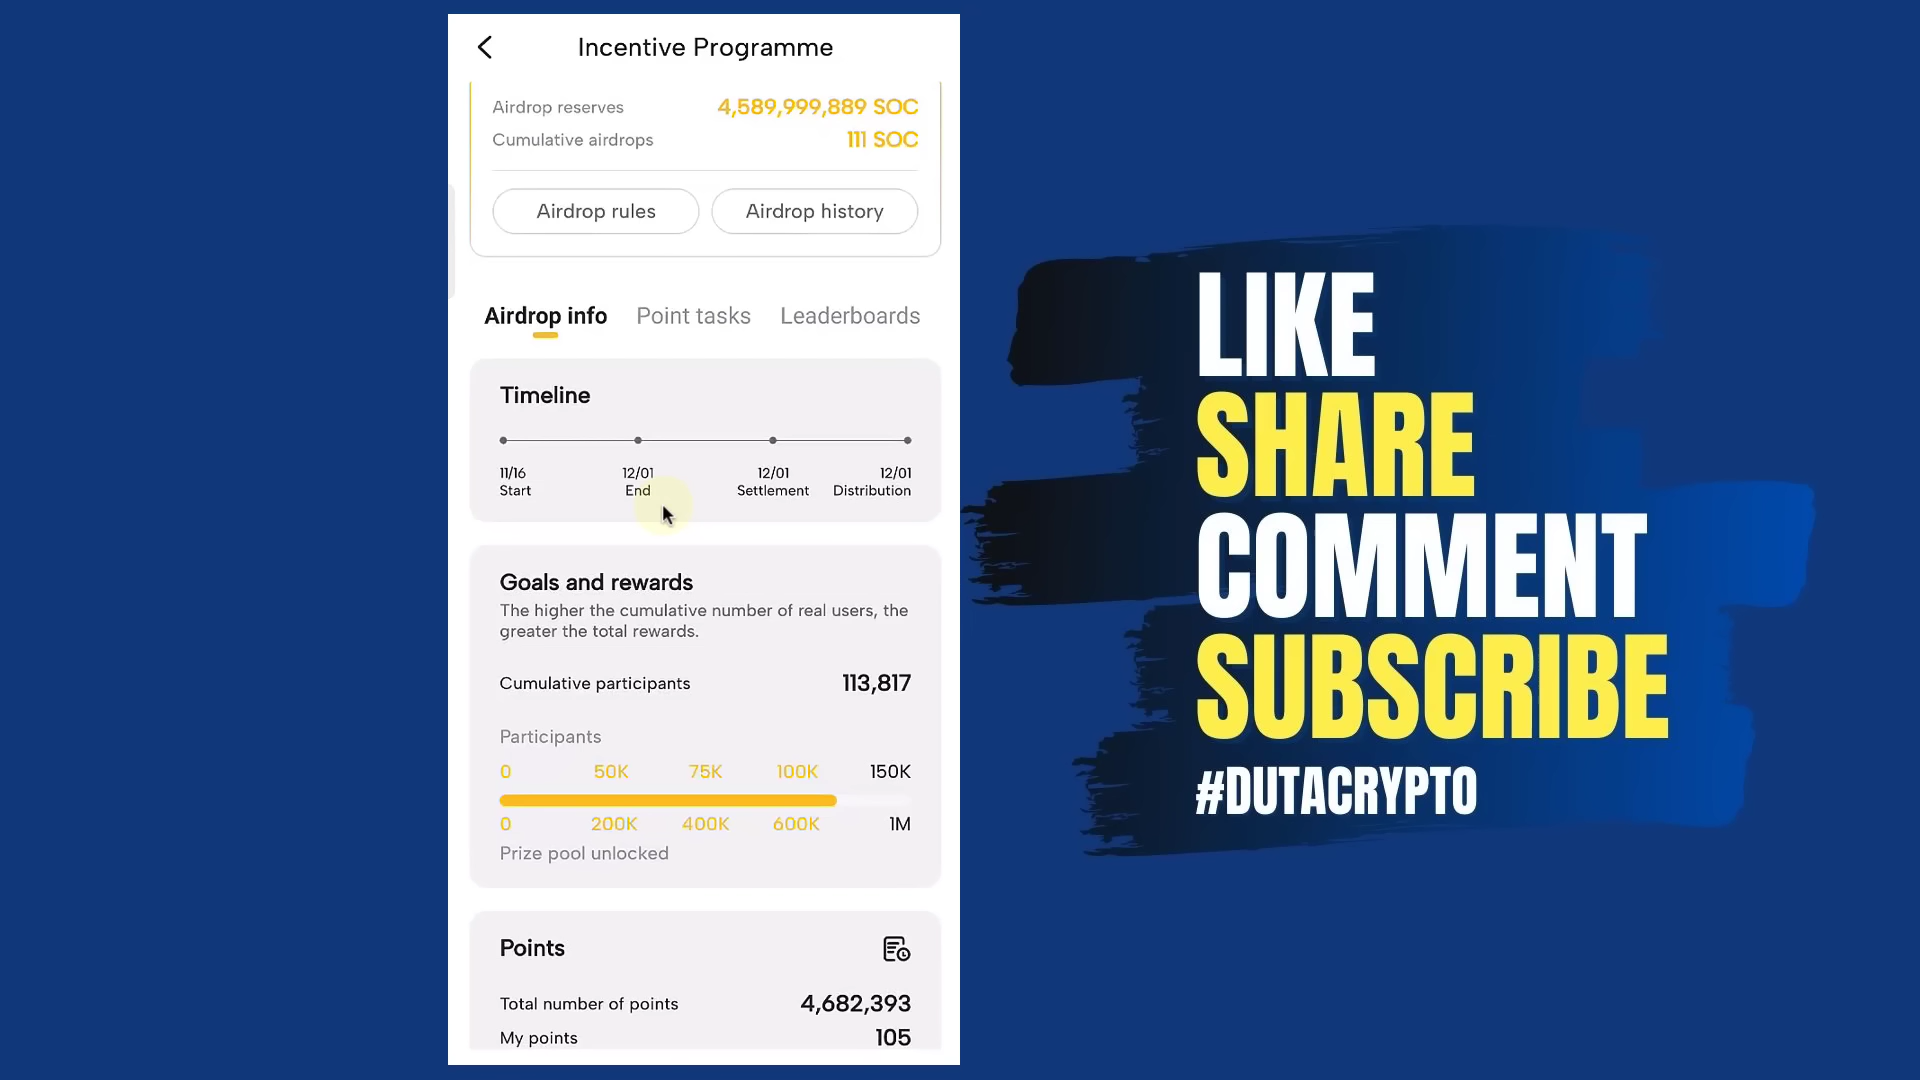 Incentive Programme
Airdrop reserves 4,589,999,889 SOC
Cumulative airdrops 111 SOC
Airdrop rules Airdrop history
Airdrop info Point tasks Leaderboards
Timeline
11/16 12/01 12/01 12/01
Start End Settlement Distribution
Goals and rewards
The higher the cumulative number of real users, the
greater the total rewards.
Cumulative participants 113,817
Participants
0 50K 75K 100K 150K
0 200K 400K 600K 1M
Prize pool unlocked
Points
Total number of points 4,682,393
My points 105
LIKE
SHARE
COMMENT
SUBSCRIBE
#DUTACRYPTO